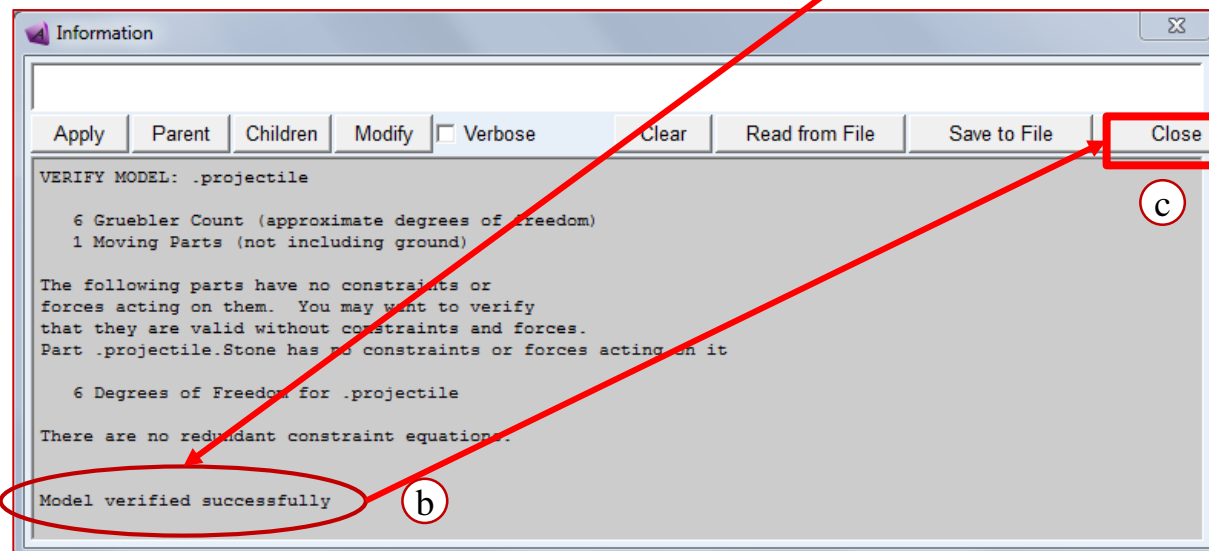 Information
Apply Parent Children Modify Verbose Clear Read from File Save to File Close
VERIFY MODEL: .projectile
6 Gruebler Count (approximate degrees of freedom)
1 Moving Parts (not including ground)
The following parts have no constraints or
forces acting on them. You may want to verify
that they are valid without constraints and forces.
Part .projectile.Stone has no constraints or forces acting on it
6 Degrees of Freedom for .projectile
There are no redundant constraint equations.
Model verified successfully
b
c